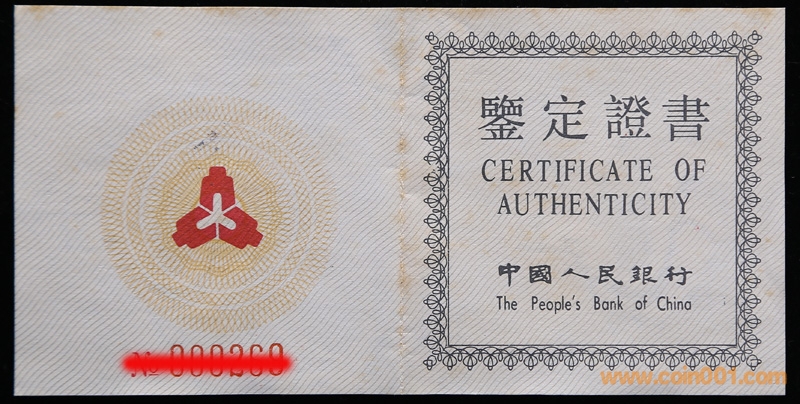 № 000260
鑒定證書
CERTIFICATE OF
AUTHENTICITY
中國人民銀行
The People's Bank of China
www.coin001.com